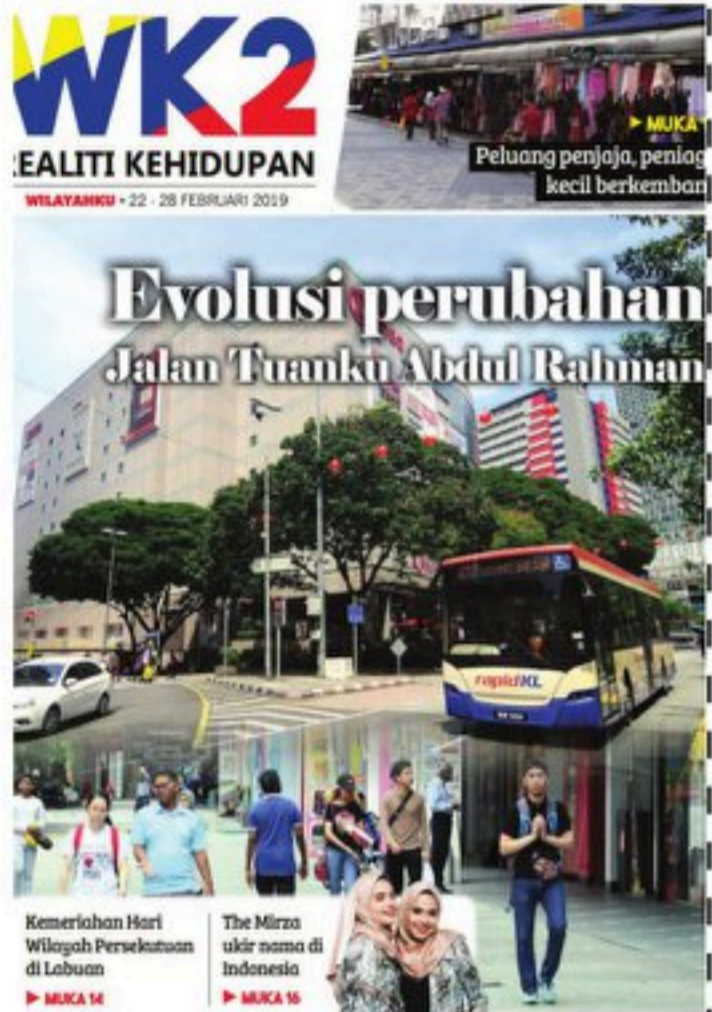 WK2
REALITI KEHIDUPAN
WILAYAHKU • 22 - 28 FEBRUARI 2019
▶ MUKA
Peluang penjaja, peniag
kecil berkemban
Evolusi perubahan
Jalan Tuanku Abdul Rahman
rapidKL
Kemeriahan Hari
Wilayah Persekutuan
di Labuan
▶ MUKA 14
The Mirza
ukir nama di
Indonesia
▶ MUKA 16